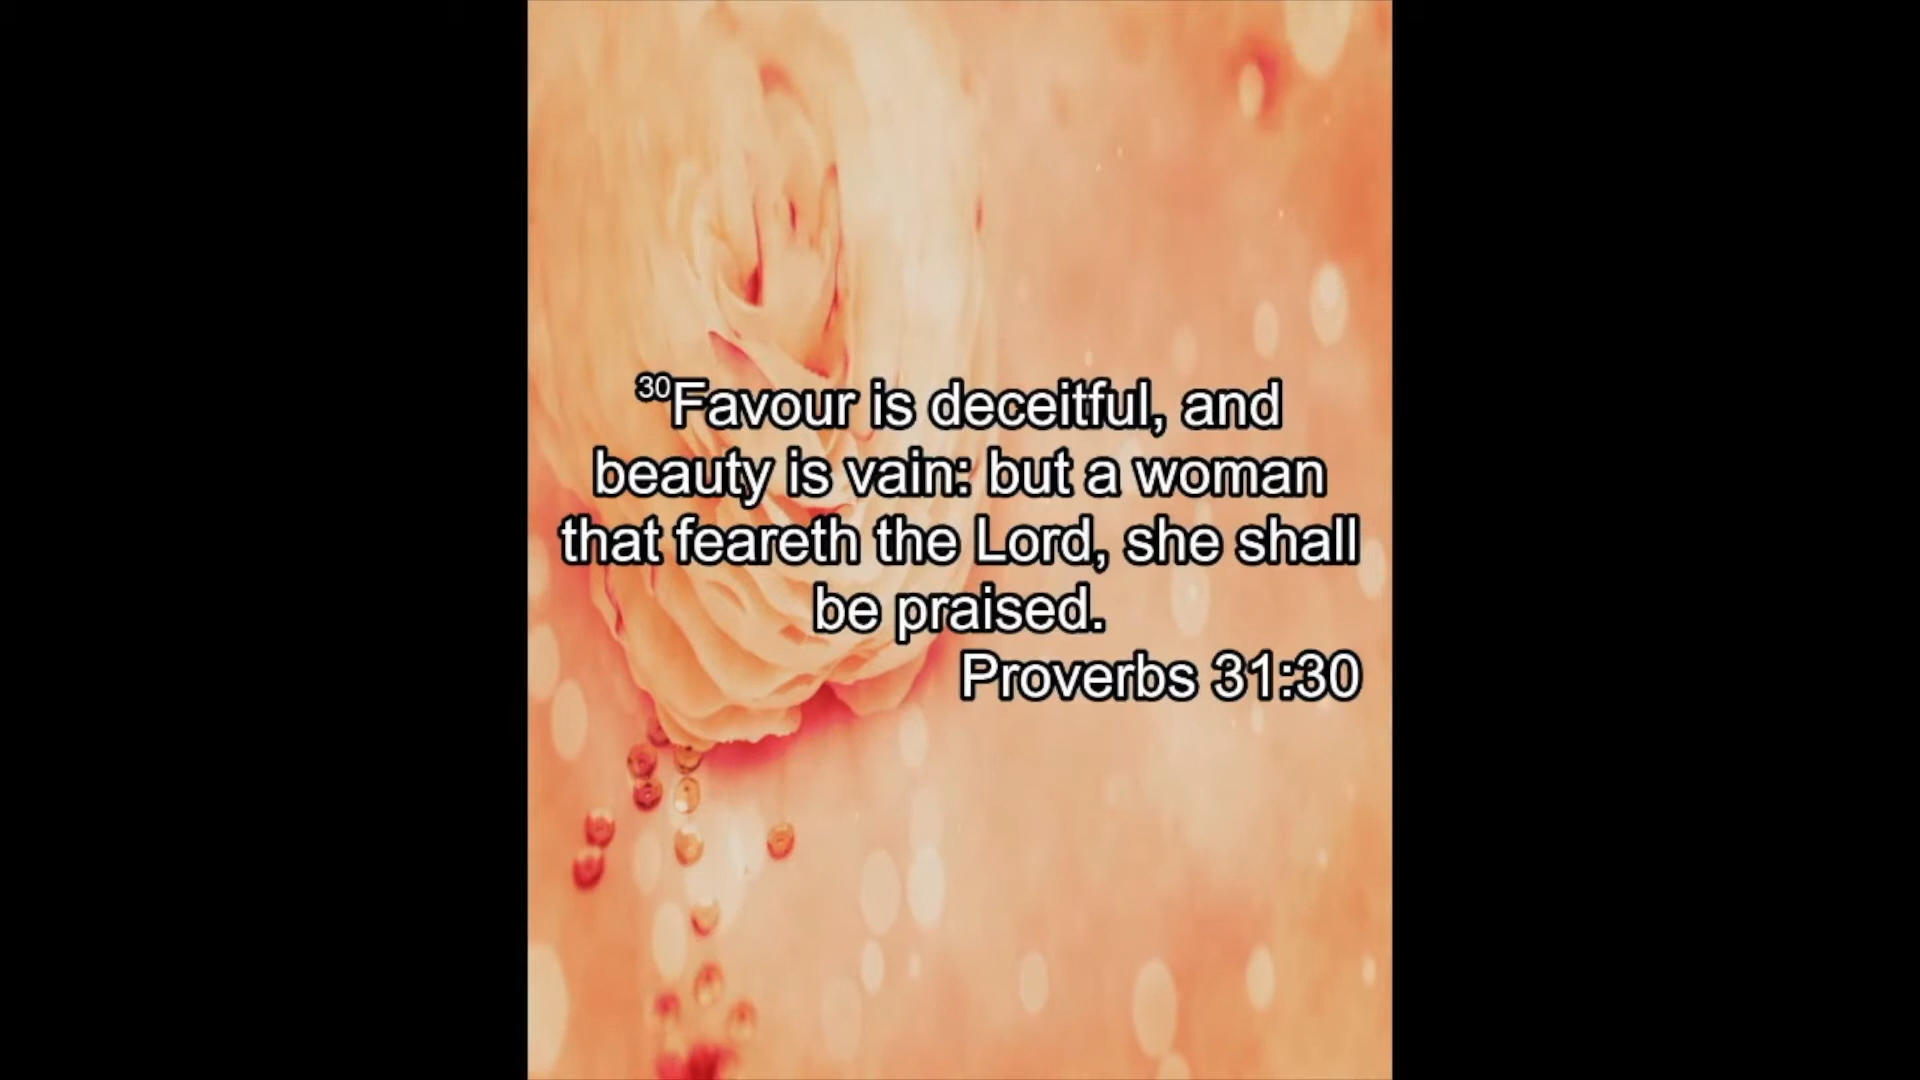 30Favour is deceitful, and
beauty is vain: but a woman
that feareth the Lord, she shall
be praised.
Proverbs 31:30